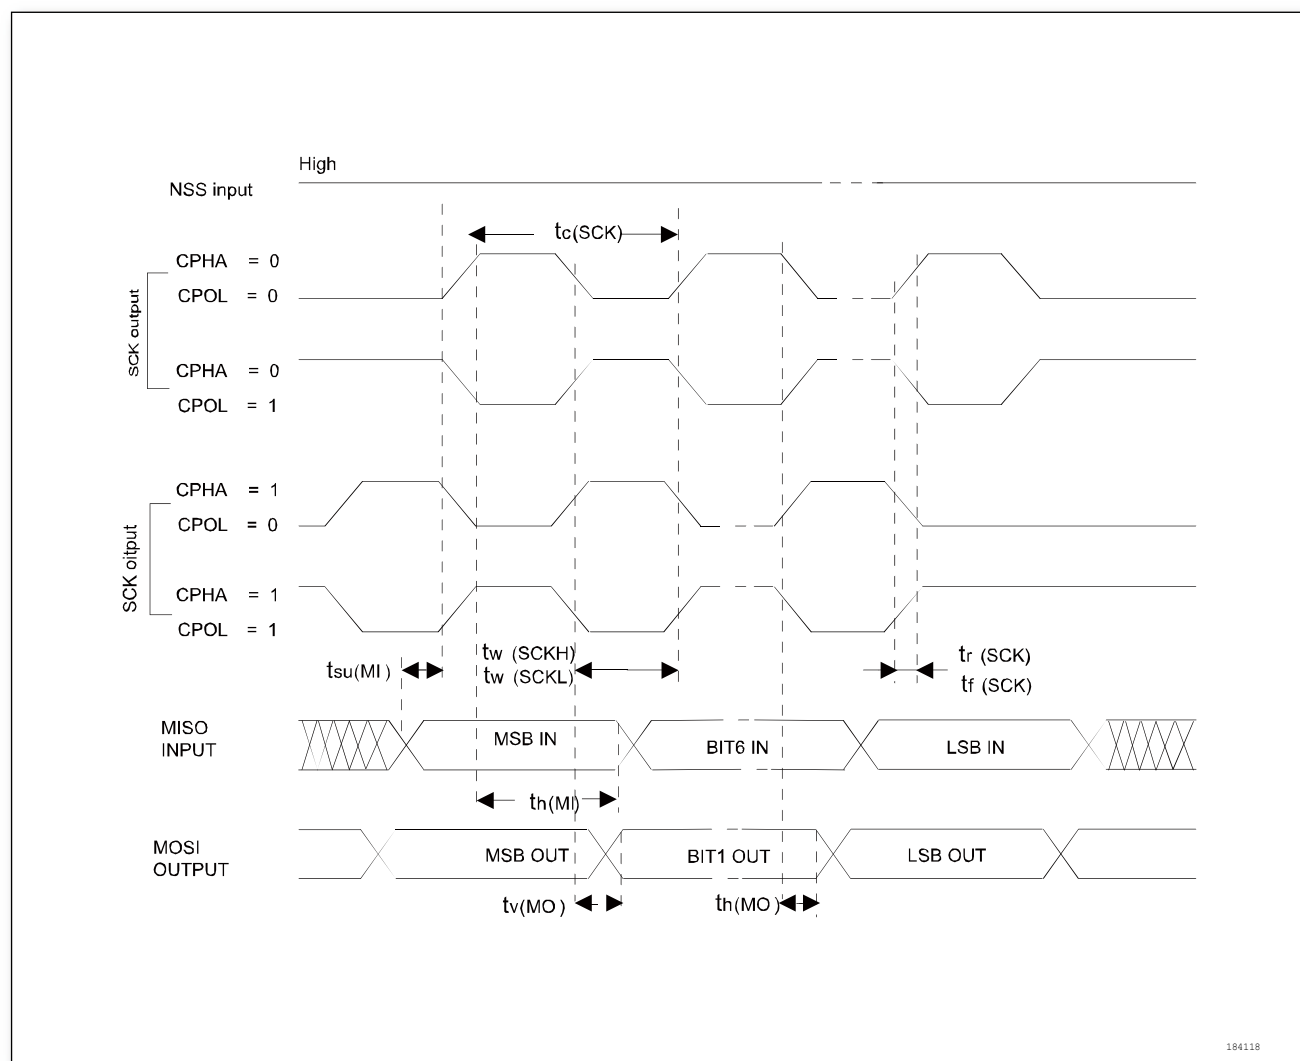 High
NSS input
tc(SCK)
CPHA = 0
CPOL = 0
SCK output
CPHA = 0
CPOL = 1
CPHA = 1
CPOL = 0
SCK oitput
CPHA = 1
CPOL = 1
tsu(MI)
tw (SCKH)
tw (SCKL)
tr (SCK)
tf (SCK)
MISO
INPUT
MSB IN
BIT6 IN
LSB IN
th(MI)
MOSI
OUTPUT
MSB OUT
BIT1 OUT
LSB OUT
tv(MO)
th(MO)
184118